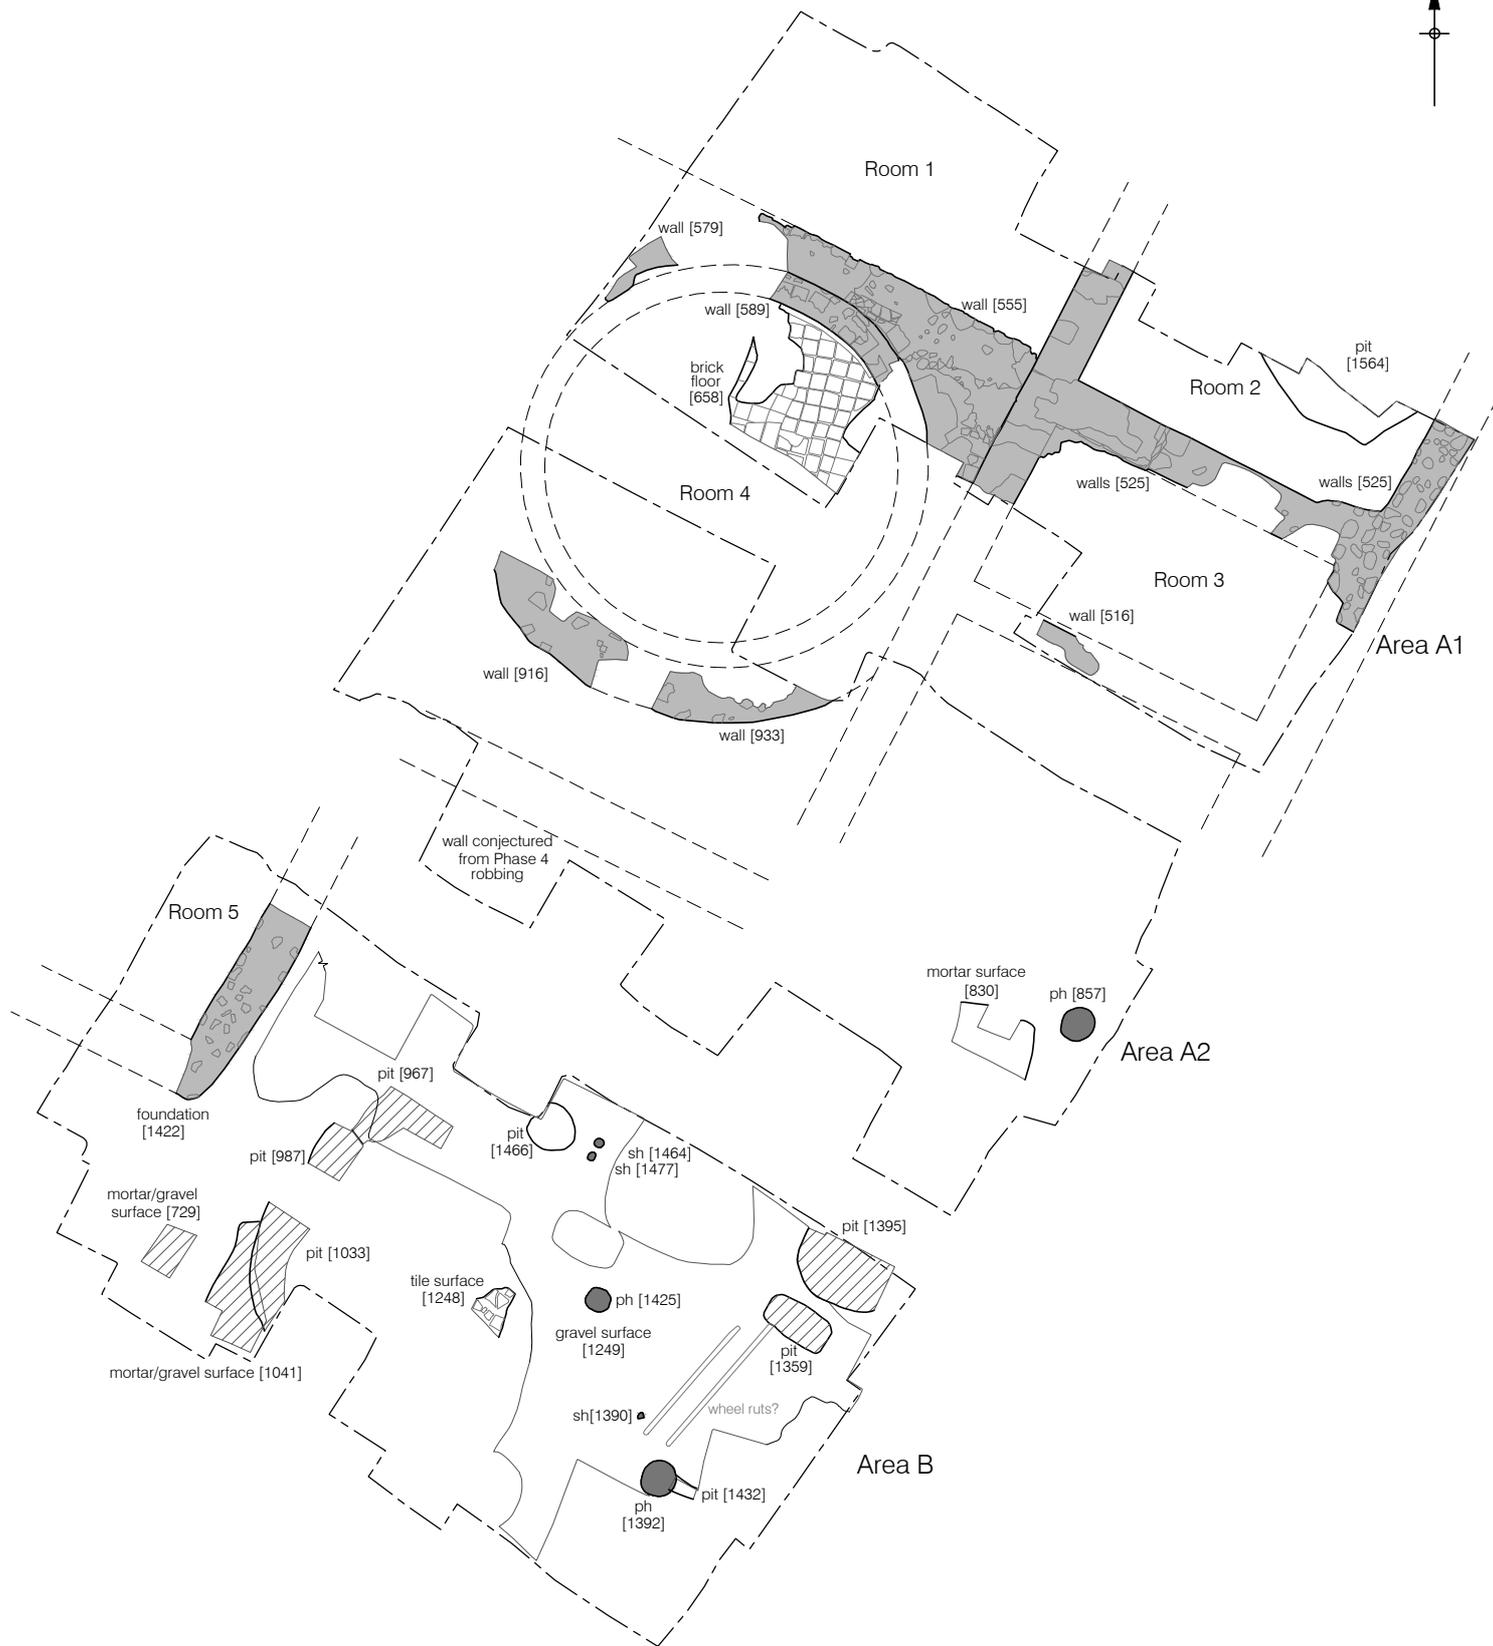 Room 1
wall [579]
wall [555]
wall [589]
pit
[1564]
brick
floor
[658]
Room 2
Room 4
walls [525]
walls [525]
Room 3
wall [516]
Area A1
wall [916]
wall [933]
wall conjectured
from Phase 4
robbing
Room 5
mortar surface
[830]
ph [857]
Area A2
foundation
[1422]
pit [967]
pit
[1466]
sh [1464]
sh [1477]
pit [987]
mortar/gravel
surface [729]
pit [1033]
pit [1395]
tile surface
[1248]
ph [1425]
gravel surface
[1249]
pit
[1359]
mortar/gravel surface [1041]
sh[1390]
wheel ruts?
Area B
pit [1432]
ph
[1392]